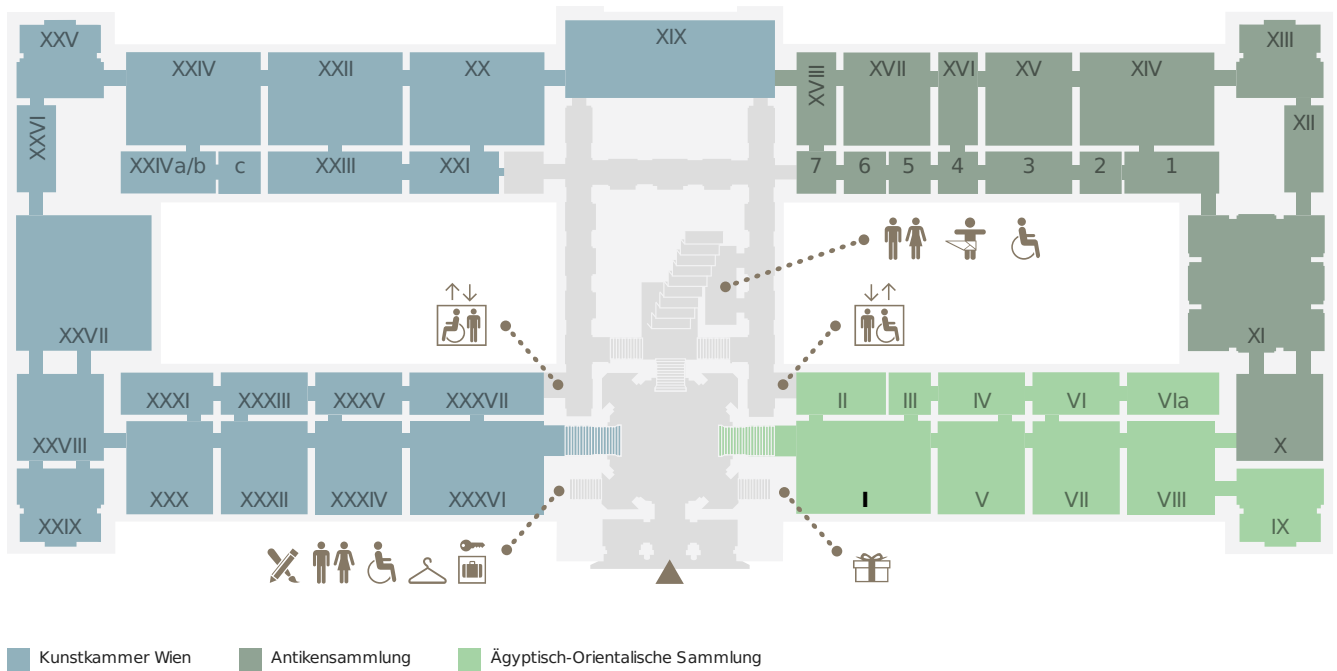 XXV
XIX
XIII
XXIV
XXII
XX
XVIII
XVII
XVI
XV
XIV
XXVI
XII
XXIVa/b
c
XXIII
XXI
7
6
5
4
3
2
1
XXVII
XI
XXXI
XXXIII
XXXV
XXXVII
II
III
IV
VI
VIa
XXVIII
X
XXX
XXXII
XXXIV
XXXVI
I
V
VII
VIII
XXIX
IX
Kunstkammer Wien
Antikensammlung
Ägyptisch-Orientalische Sammlung